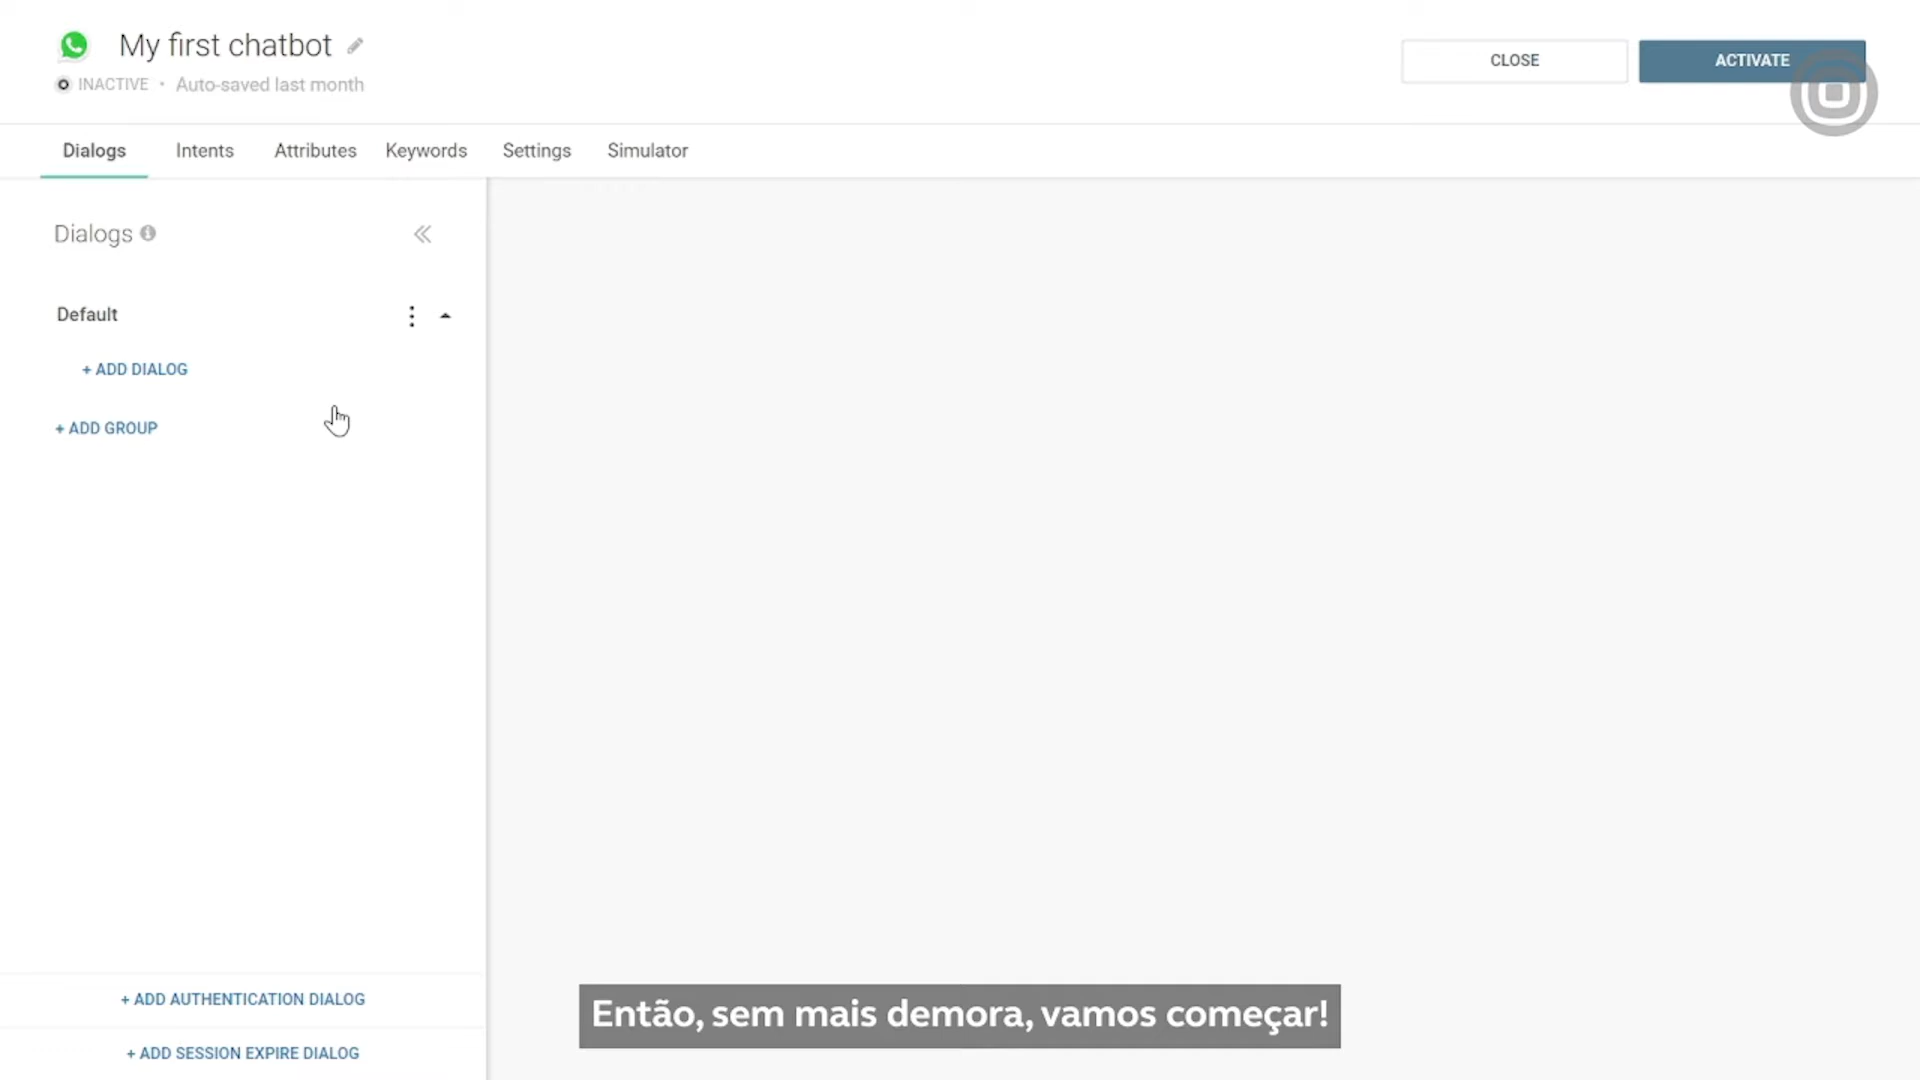 My first chatbot
CLOSE
ACTIVATE
INACTIVE • Auto-saved last month
Dialogs
Intents
Attributes
Keywords
Settings
Simulator
Dialogs
Default
+ ADD DIALOG
+ ADD GROUP
+ ADD AUTHENTICATION DIALOG
Então, sem mais demora, vamos começar!
+ ADD SESSION EXPIRE DIALOG